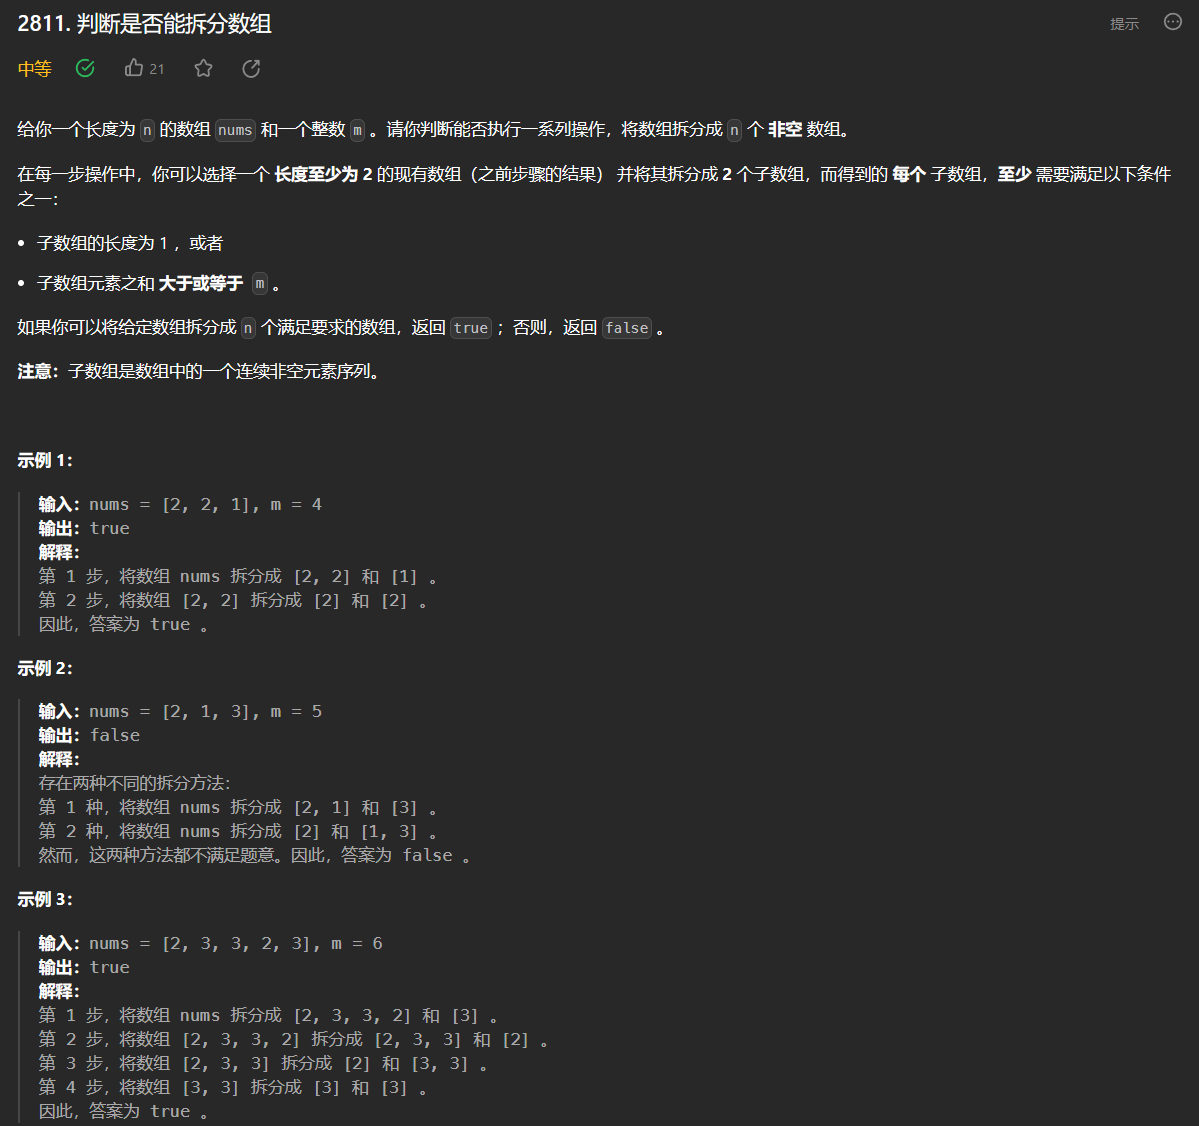 2811. 判断是否能拆分数组
提示
中等
21
给你一个长度为 n 的数组 nums 和一个整数 m 。请你判断能否执行一系列操作，将数组拆分成 n 个 非空 数组。
在每一步操作中，你可以选择一个 长度至少为 2 的现有数组（之前步骤的结果） 并将其拆分成 2 个子数组，而得到的 每个 子数组，至少 需要满足以下条件
之一：
• 子数组的长度为 1 ，或者
• 子数组元素之和 大于或等于 m 。
如果你可以将给定数组拆分成 n 个满足要求的数组，返回 true ；否则，返回 false 。
注意：子数组是数组中的一个连续非空元素序列。
示例 1：
输入：nums = [2, 2, 1], m = 4
输出：true
解释：
第 1 步，将数组 nums 拆分成 [2, 2] 和 [1] 。
第 2 步，将数组 [2, 2] 拆分成 [2] 和 [2] 。
因此，答案为 true 。
示例 2：
输入：nums = [2, 1, 3], m = 5
输出：false
解释：
存在两种不同的拆分方法：
第 1 种，将数组 nums 拆分成 [2, 1] 和 [3] 。
第 2 种，将数组 nums 拆分成 [2] 和 [1, 3] 。
然而，这两种方法都不满足题意。因此，答案为 false 。
示例 3：
输入：nums = [2, 3, 3, 2, 3], m = 6
输出：true
解释：
第 1 步，将数组 nums 拆分成 [2, 3, 3, 2] 和 [3] 。
第 2 步，将数组 [2, 3, 3, 2] 拆分成 [2, 3, 3] 和 [2] 。
第 3 步，将数组 [2, 3, 3] 拆分成 [2] 和 [3, 3] 。
第 4 步，将数组 [3, 3] 拆分成 [3] 和 [3] 。
因此，答案为 true 。